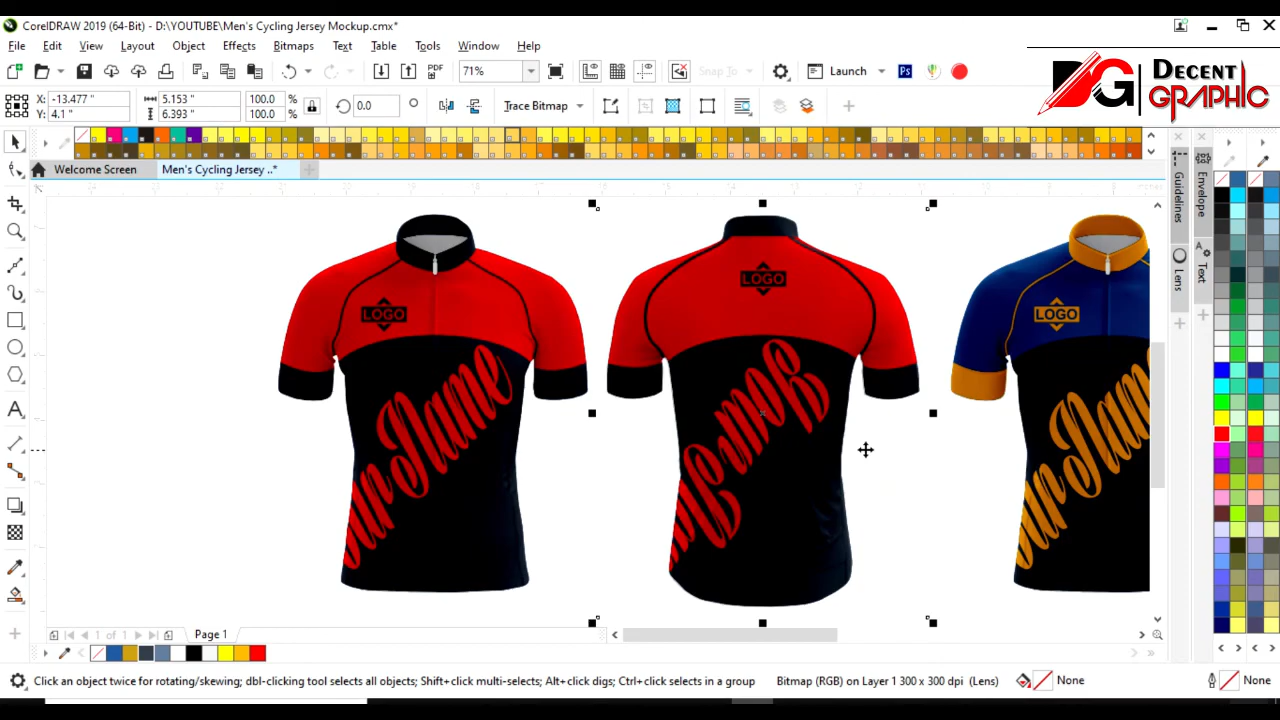 CorelDRAW 2019 (64-Bit) - D:\YOUTUBE\Men's Cycling Jersey Mockup.cmx*
File Edit View Layout Object Effects Bitmaps Text Table Tools Window Help
PDF 71% Snap To Launch Ps
DECENT
GRAPHIC
X: -13.477 " 5.153 " 100.0 % 0.0 ° Trace Bitmap
Y: 4.1 " 6.393 " 100.0 %
Welcome Screen Men's Cycling Jersey ..*
Guidelines
Lens
Envelope
Text
LOGO
LOGO
LOGO
Name
1 of 1 Page 1
Click an object twice for rotating/skewing; dbl-clicking tool selects all objects; Shift+click multi-selects; Alt+click digs; Ctrl+click selects in a group Bitmap (RGB) on Layer 1 300 x 300 dpi (Lens) None None